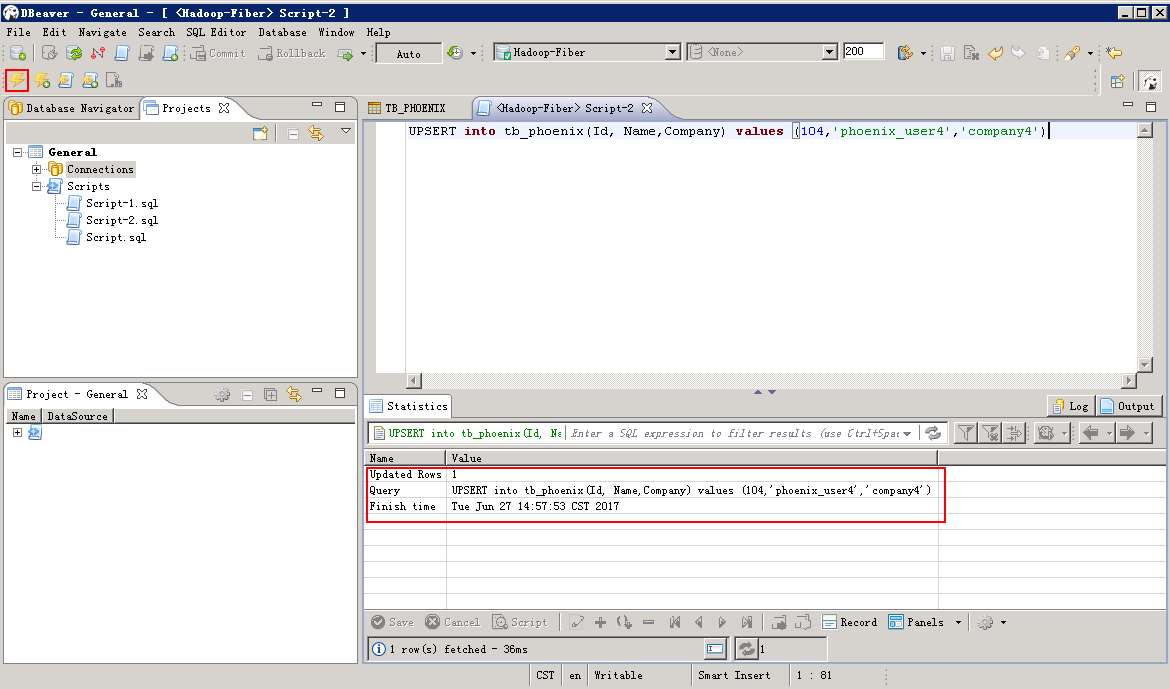 DBeaver - General - [ <Hadoop-Fiber> Script-2 ]
File Edit Navigate Search SQL Editor Database Window Help
Commit Rollback Auto Hadoop-Fiber <None> 200
Database Navigator Projects
General
Connections
Scripts
Script-1.sql
Script-2.sql
Script.sql
Project - General
Name DataSource
TB_PHOENIX <Hadoop-Fiber> Script-2
UPSERT into tb_phoenix(Id, Name,Company) values (104,'phoenix_user4','company4')
Statistics Log Output
UPSERT into tb_phoenix(Id, Na Enter a SQL expression to filter results (use Ctrl+Spac
Name Value
Updated Rows 1
Query UPSERT into tb_phoenix(Id, Name,Company) values (104,'phoenix_user4','company4')
Finish time Tue Jun 27 14:57:53 CST 2017
Save Cancel Script Record Panels
1 row(s) fetched - 36ms 1
CST en Writable Smart Insert 1 : 81